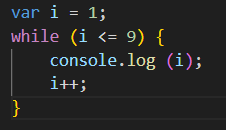 var i = 1;
while (i <= 9) {
    console.log (i);
    i++;
}